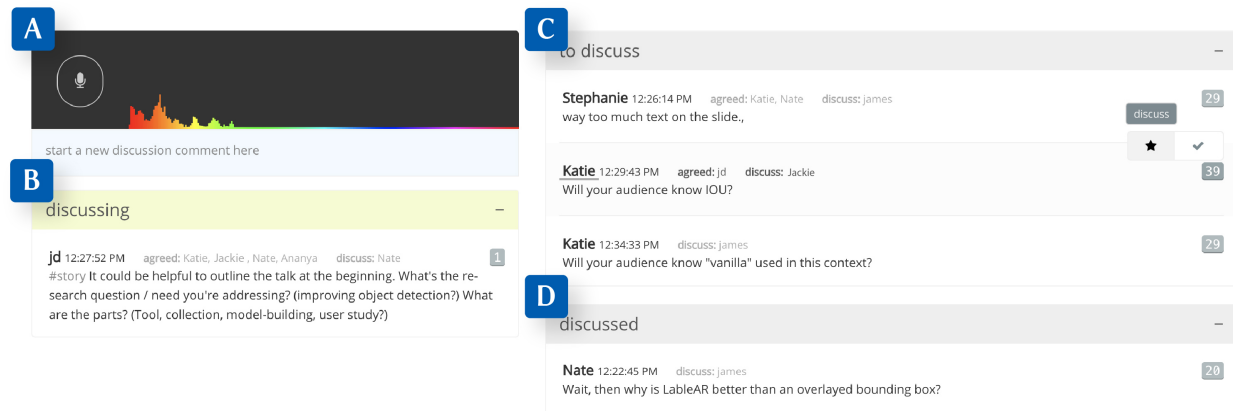 A
start a new discussion comment here
B
discussing
jd 12:27:52 PM agreed: Katie, Jackie , Nate, Ananya discuss: Nate 1
#story It could be helpful to outline the talk at the beginning. What's the re-
search question / need you're addressing? (improving object detection?) What
are the parts? (Tool, collection, model-building, user study?)
C
to discuss
Stephanie 12:26:14 PM agreed: Katie, Nate discuss: james 29
way too much text on the slide.,
discuss
Katie 12:29:43 PM agreed: jd discuss: Jackie 39
Will your audience know IOU?
Katie 12:34:33 PM discuss: james 29
Will your audience know "vanilla" used in this context?
D
discussed
Nate 12:22:45 PM discuss: james 20
Wait, then why is LableAR better than an overlayed bounding box?